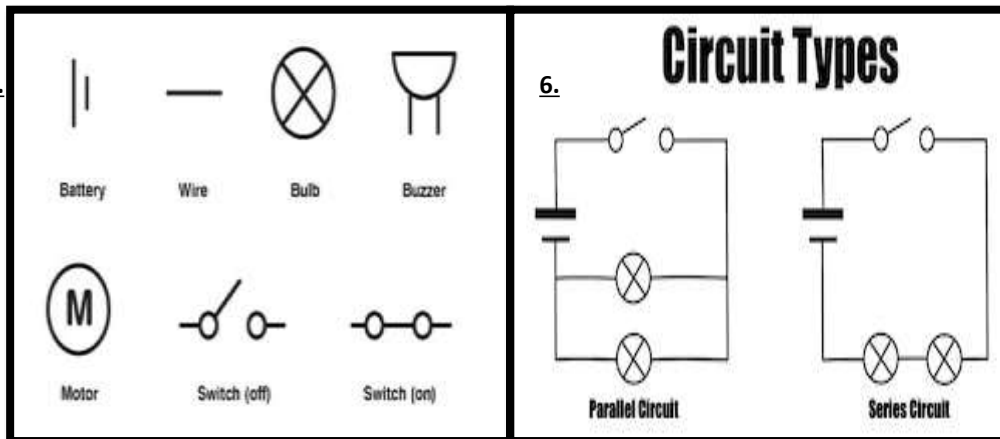 Battery
Wire
Bulb
Buzzer
M
Motor
Switch (off)
Switch (on)
6.
Circuit Types
Parallel Circuit
Series Circuit